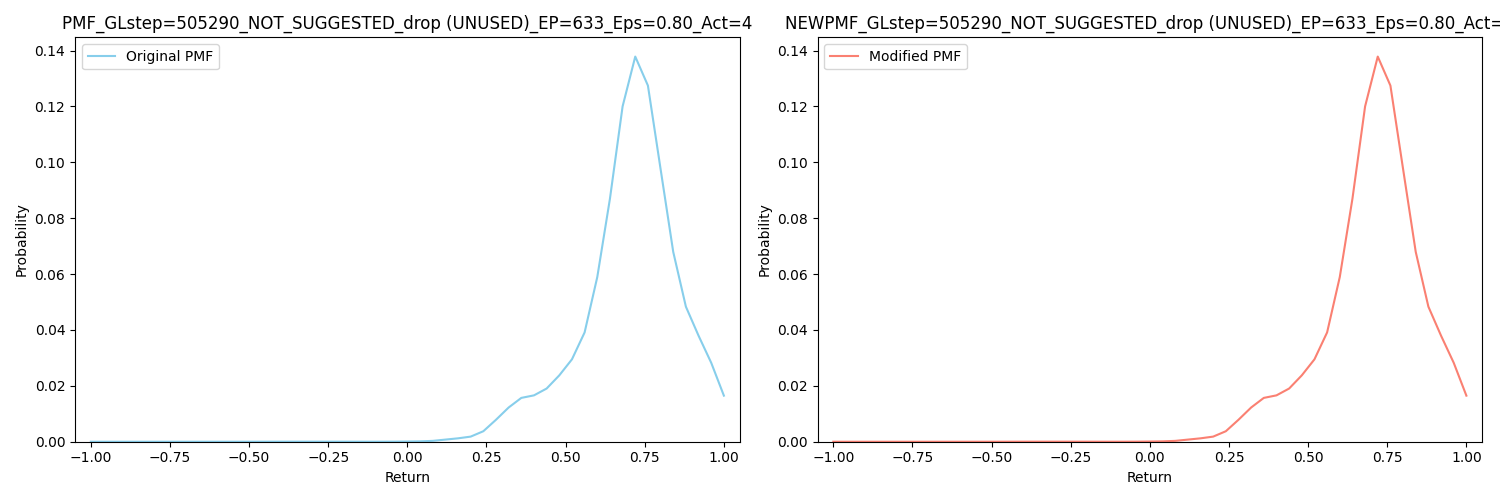 PMF_GLstep=505290_NOT_SUGGESTED_drop (UNUSED)_EP=633_Eps=0.80_Act=4
Original PMF
Probability
0.14
0.12
0.10
0.08
0.06
0.04
0.02
0.00
−1.00 −0.75 −0.50 −0.25 0.00 0.25 0.50 0.75 1.00
Return
NEWPMF_GLstep=505290_NOT_SUGGESTED_drop (UNUSED)_EP=633_Eps=0.80_Act=
Modified PMF
Probability
0.14
0.12
0.10
0.08
0.06
0.04
0.02
0.00
−1.00 −0.75 −0.50 −0.25 0.00 0.25 0.50 0.75 1.00
Return